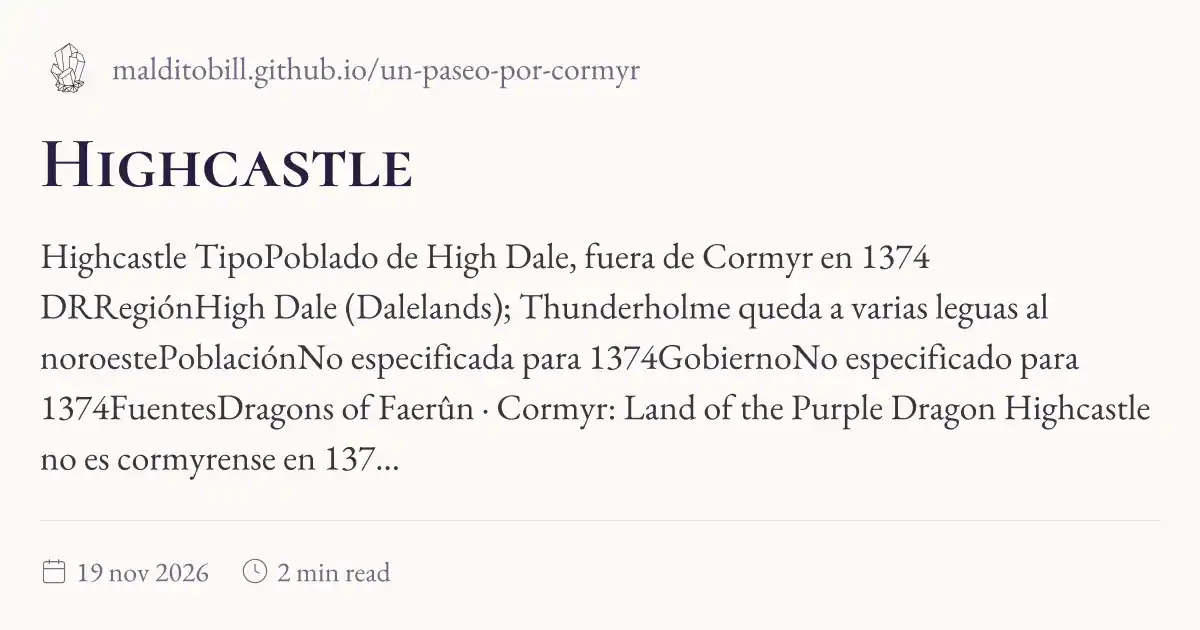 malditobill.github.io/un-paseo-por-cormyr
Highcastle
Highcastle TipoPoblado de High Dale, fuera de Cormyr en 1374
DRRegiónHigh Dale (Dalelands); Thunderholme queda a varias leguas al
noroestePoblaciónNo especificada para 1374GobiernoNo especificado para
1374FuentesDragons of Faerûn · Cormyr: Land of the Purple Dragon Highcastle
no es cormyrense en 137...
19 nov 2026 2 min read